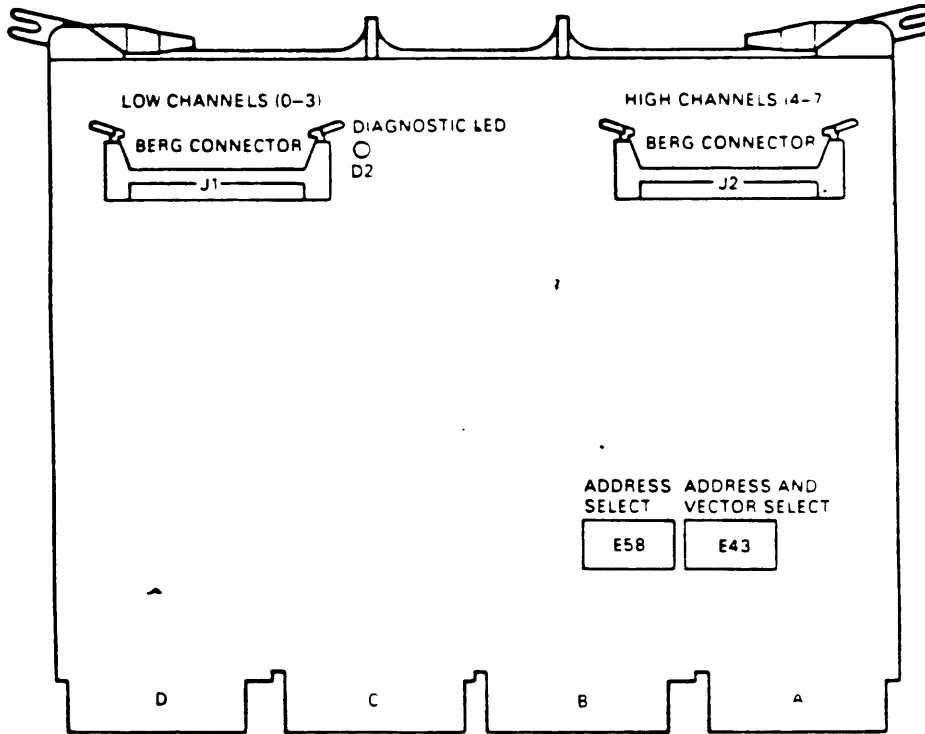 LOW CHANNELS (0-3)
HIGH CHANNELS (4-7
BERG CONNECTOR
J1
DIAGNOSTIC LED
D2
BERG CONNECTOR
J2
ADDRESS SELECT
E58
ADDRESS AND VECTOR SELECT
E43
D
C
B
A